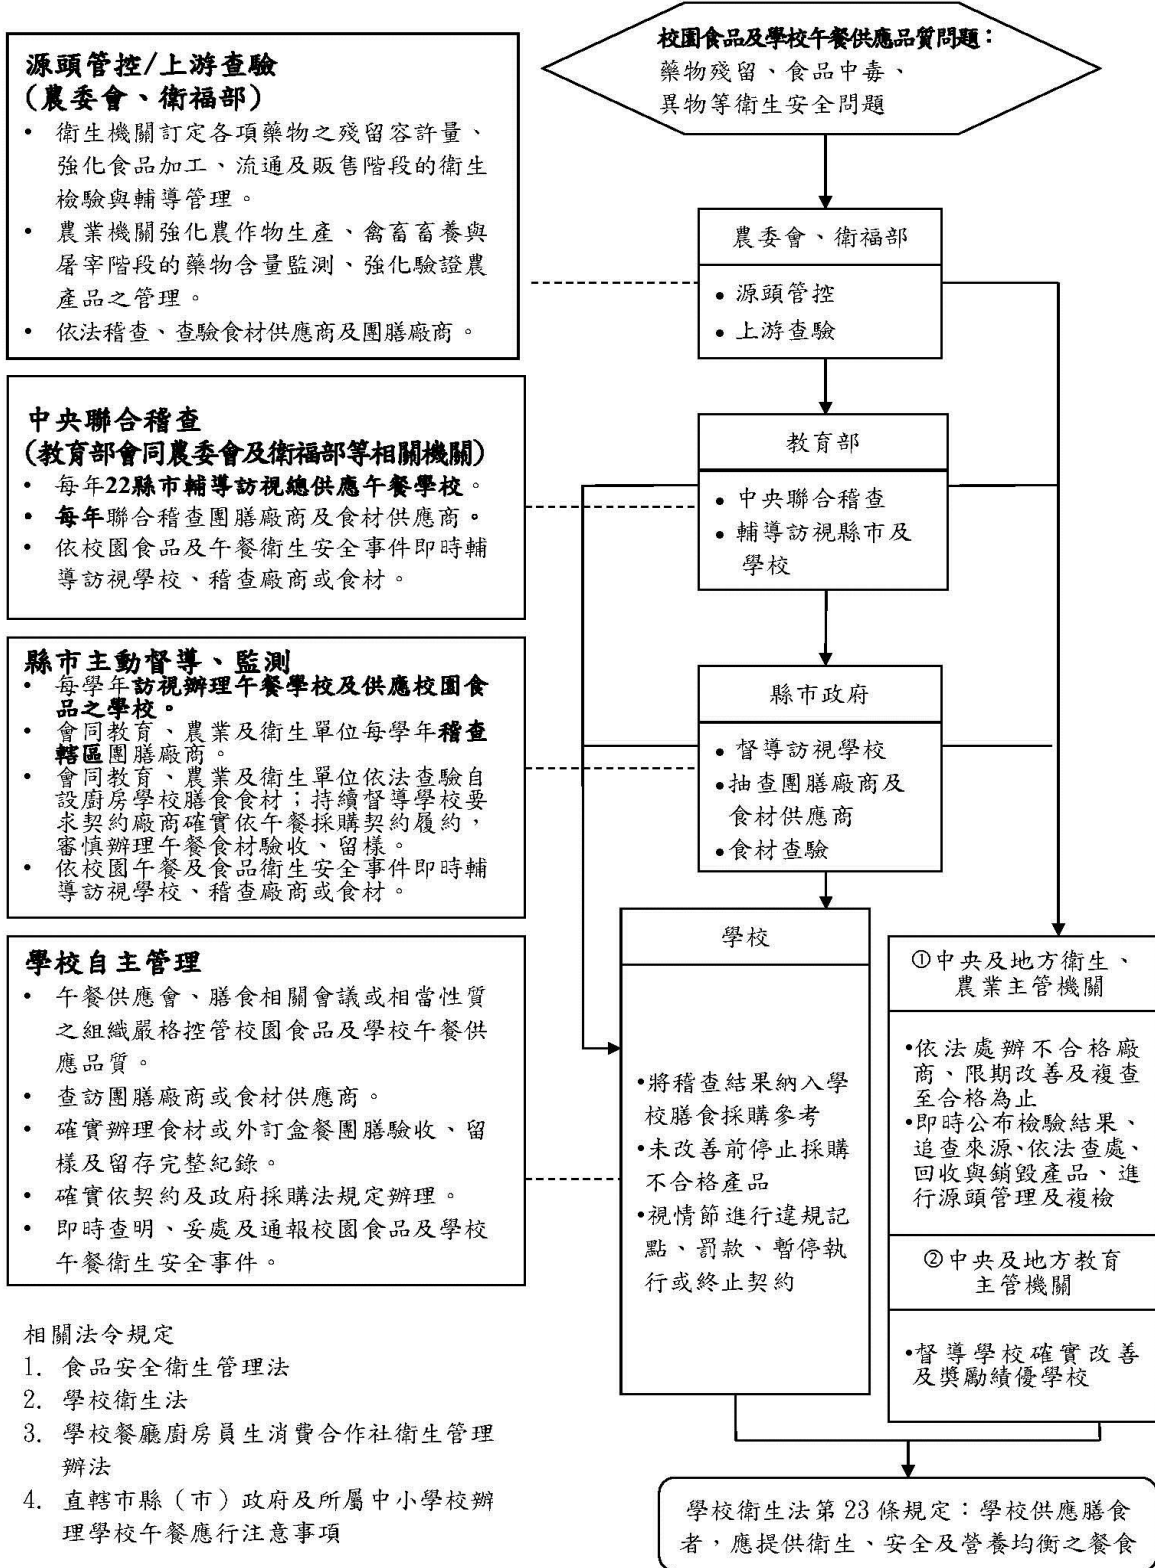 校園食品及學校午餐供應品質問題：
藥物殘留、食品中毒、
異物等衛生安全問題
源頭管控/上游查驗
(農委會、衛福部)
• 衛生機關訂定各項藥物之殘留容許量、
強化食品加工、流通及販售階段的衛生
檢驗與輔導管理。
• 農業機關強化農作物生產、禽畜畜養與
屠宰階段的藥物含量監測、強化驗證農
產品之管理。
• 依法稽查、查驗食材供應商及團膳廠商。
農委會、衛福部
• 源頭管控
• 上游查驗
中央聯合稽查
(教育部會同農委會及衛福部等相關機關)
• 每年22縣市輔導訪視總供應午餐學校。
• 每年聯合稽查團膳廠商及食材供應商。
• 依校園食品及午餐衛生安全事件即時輔
導訪視學校、稽查廠商或食材。
教育部
• 中央聯合稽查
• 輔導訪視縣市及
學校
縣市主動督導、監測
• 每學年訪視辦理午餐學校及供應校園食
品之學校。
• 會同教育、農業及衛生單位每學年稽查
轄區團膳廠商。
• 會同教育、農業及衛生單位依法查驗自
設廚房學校膳食食材；持續督導學校要
求契約廠商確實依午餐採購契約履約，
審慎辦理午餐食材驗收、留樣。
• 依校園午餐及食品衛生安全事件即時輔
導訪視學校、稽查廠商或食材。
縣市政府
• 督導訪視學校
•抽查團膳廠商及
食材供應商
•食材查驗
學校自主管理
• 午餐供應會、膳食相關會議或相當性質
之組織嚴格控管校園食品及學校午餐供
應品質。
• 查訪團膳廠商或食材供應商。
• 確實辦理食材或外訂盒餐團膳驗收、留
樣及留存完整紀錄。
• 確實依契約及政府採購法規定辦理。
• 即時查明、妥處及通報校園食品及學校
午餐衛生安全事件。
學校
•將稽查結果納入學
校膳食採購參考
•未改善前停止採購
不合格產品
•視情節進行違規記
點、罰款、暫停執
行或終止契約
①中央及地方衛生、
農業主管機關
•依法處辦不合格廠
商、限期改善及複查
至合格為止
•即時公布檢驗結果、
追查來源、依法查處、
回收與銷毀產品、進
行源頭管理及複檢
②中央及地方教育
主管機關
•督導學校確實改善
及獎勵績優學校
相關法令規定
1. 食品安全衛生管理法
2. 學校衛生法
3. 學校餐廳廚房員生消費合作社衛生管理
辦法
4. 直轄市縣（市）政府及所屬中小學校辦
理學校午餐應行注意事項
學校衛生法第 23 條規定：學校供應膳食
者，應提供衛生、安全及營養均衡之餐食